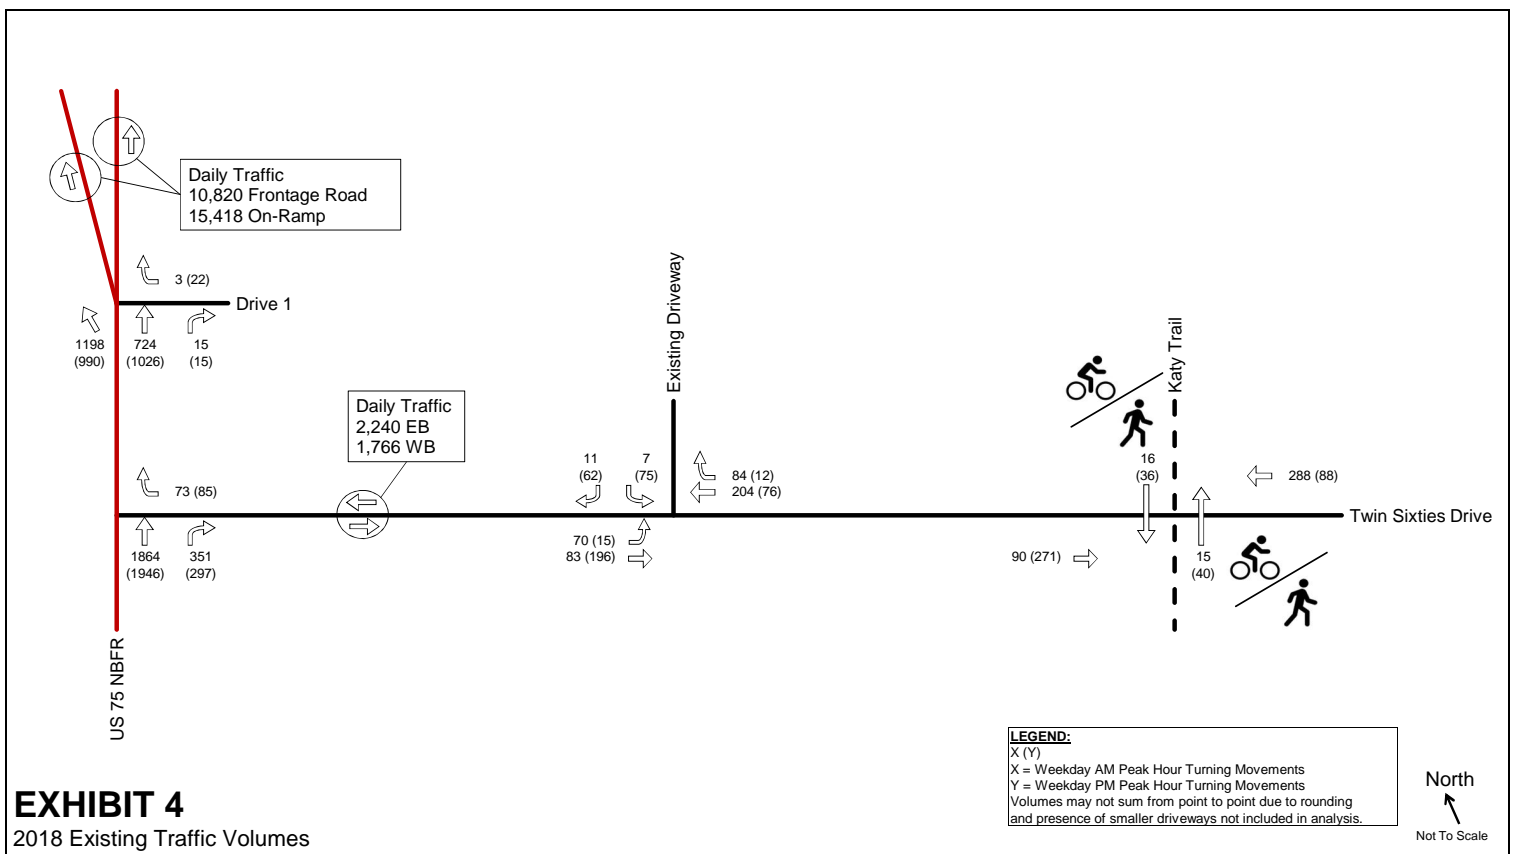 Daily Traffic
10,820 Frontage Road
15,418 On-Ramp
3 (22)
Drive 1
1198
(990)
724
(1026)
15
(15)
Existing Driveway
Katy Trail
Daily Traffic
2,240 EB
1,766 WB
11
(62)
7
(75)
84 (12)
204 (76)
16
(36)
288 (88)
73 (85)
Twin Sixties Drive
1864
(1946)
351
(297)
70 (15)
83 (196)
90 (271)
15
(40)
US 75 NBFR
LEGEND:
X (Y)
X = Weekday AM Peak Hour Turning Movements
Y = Weekday PM Peak Hour Turning Movements
Volumes may not sum from point to point due to rounding
and presence of smaller driveways not included in analysis.
North
Not To Scale
EXHIBIT 4
2018 Existing Traffic Volumes